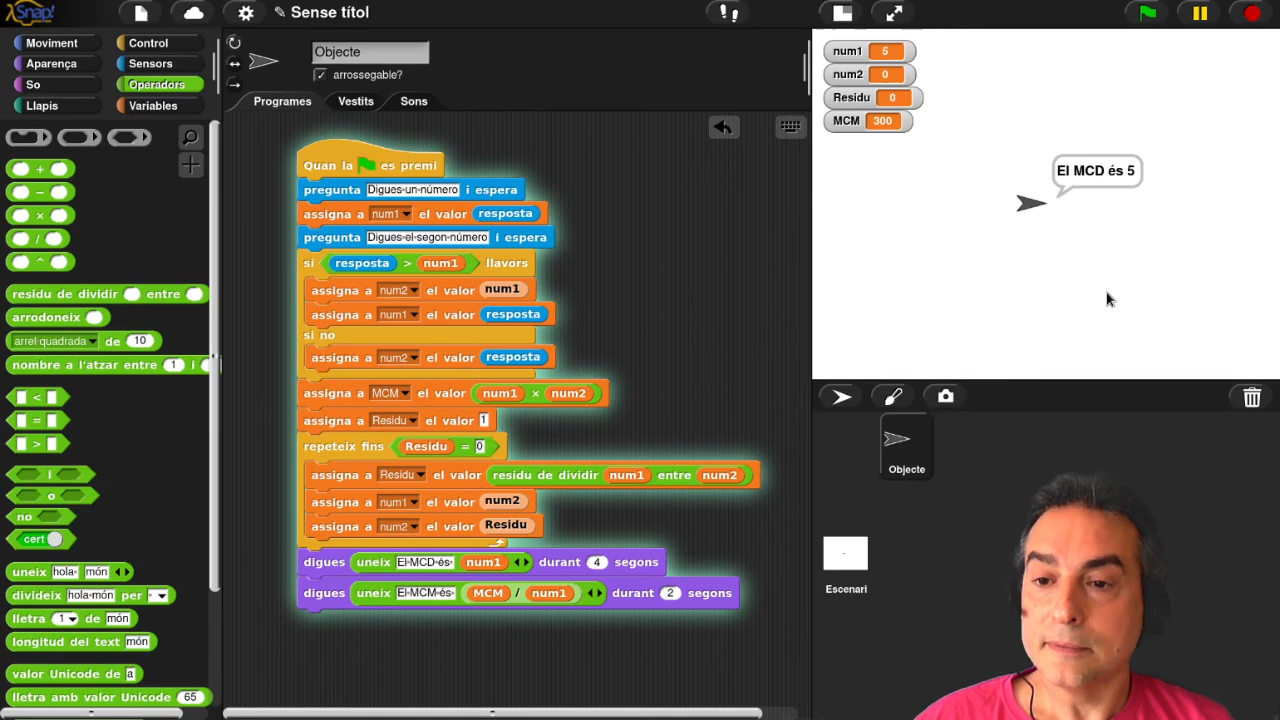 Snap!
Sense títol
Moviment
Control
Aparença
Sensors
So
Operadors
Llapis
Variables
+
−
×
/
^
residu de dividir entre
arrodoneix
arrel quadrada de 10
nombre a l'atzar entre 1 i
<
=
>
i
o
no
cert
uneix hola· món
divideix hola·món per ·
lletra 1 de món
longitud del text món
valor Unicode de a
lletra amb valor Unicode 65
Objecte
arrossegable?
Programes
Vestits
Sons
Quan la es premi
pregunta Digues·un·número i espera
assigna a num1 el valor resposta
pregunta Digues·el·segon·número i espera
si resposta > num1 llavors
assigna a num2 el valor num1
assigna a num1 el valor resposta
si no
assigna a num2 el valor resposta
assigna a MCM el valor num1 × num2
assigna a Residu el valor 1
repeteix fins Residu = 0
assigna a Residu el valor residu de dividir num1 entre num2
assigna a num1 el valor num2
assigna a num2 el valor Residu
digues uneix El·MCD·és· num1 durant 4 segons
digues uneix El·MCM·és· MCM / num1 durant 2 segons
num1 5
num2 0
Residu 0
MCM 300
El MCD és 5
Objecte
Escenari